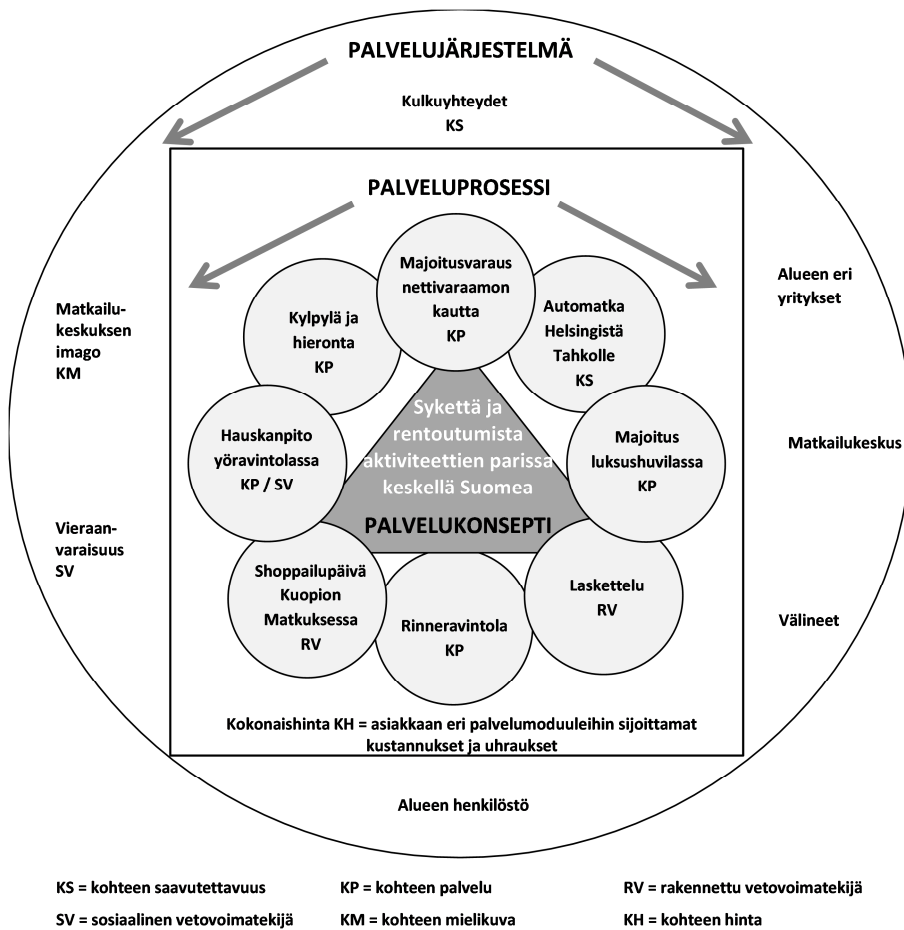 PALVELUJÄRJESTELMÄ
Kulkuyhteydet
KS
PALVELUPROSESSI
Majoitusvaraus
nettivaraamon
kautta
KP
Automatka
Helsingistä
Tahkolle
KS
Majoitus
luksushuvilassa
KP
Laskettelu
RV
Rinneravintola
KP
Shoppailupäivä
Kuopion
Matkuksessa
RV
Hauskanpito
yöravintolassa
KP / SV
Kylpylä ja
hieronta
KP
Sykettä ja
rentoutumista
aktiviteettien parissa
keskellä Suomea
PALVELUKONSEPTI
Kokonaishinta KH = asiakkaan eri palvelumoduuleihin sijoittamat
kustannukset ja uhraukset
Matkailu-
keskuksen
imago
KM
Vieraan-
varaisuus
SV
Alueen eri
yritykset
Matkailukeskus
Välineet
Alueen henkilöstö
KS = kohteen saavutettavuus
KP = kohteen palvelu
RV = rakennettu vetovoimatekijä
SV = sosiaalinen vetovoimatekijä
KM = kohteen mielikuva
KH = kohteen hinta